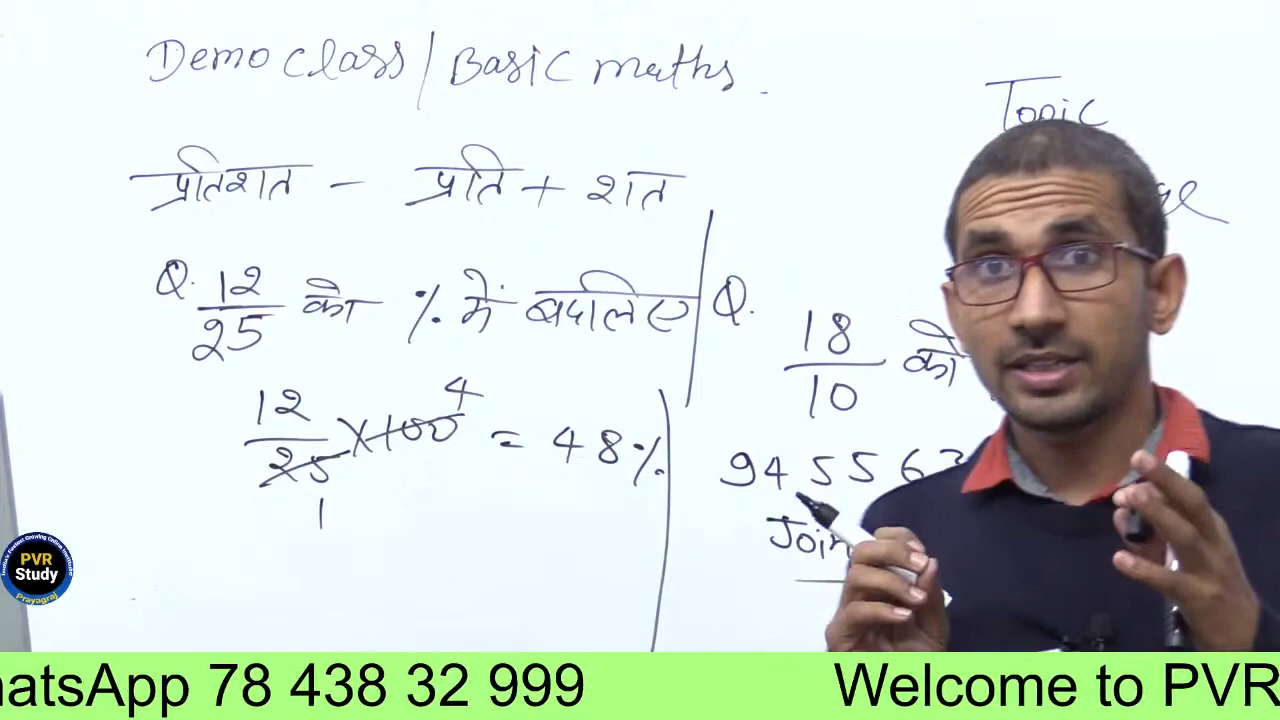 Demo class / Basic maths.
Topic
प्रतिशत - प्रति + शत
Q. 12/25 को % में बदलिए
12/25 × 100 4 = 48%
1
Q.
18/10 को
94 55 6
Join
PVR
Study
Prayagraj
hatsApp 78 438 32 999
Welcome to PVR